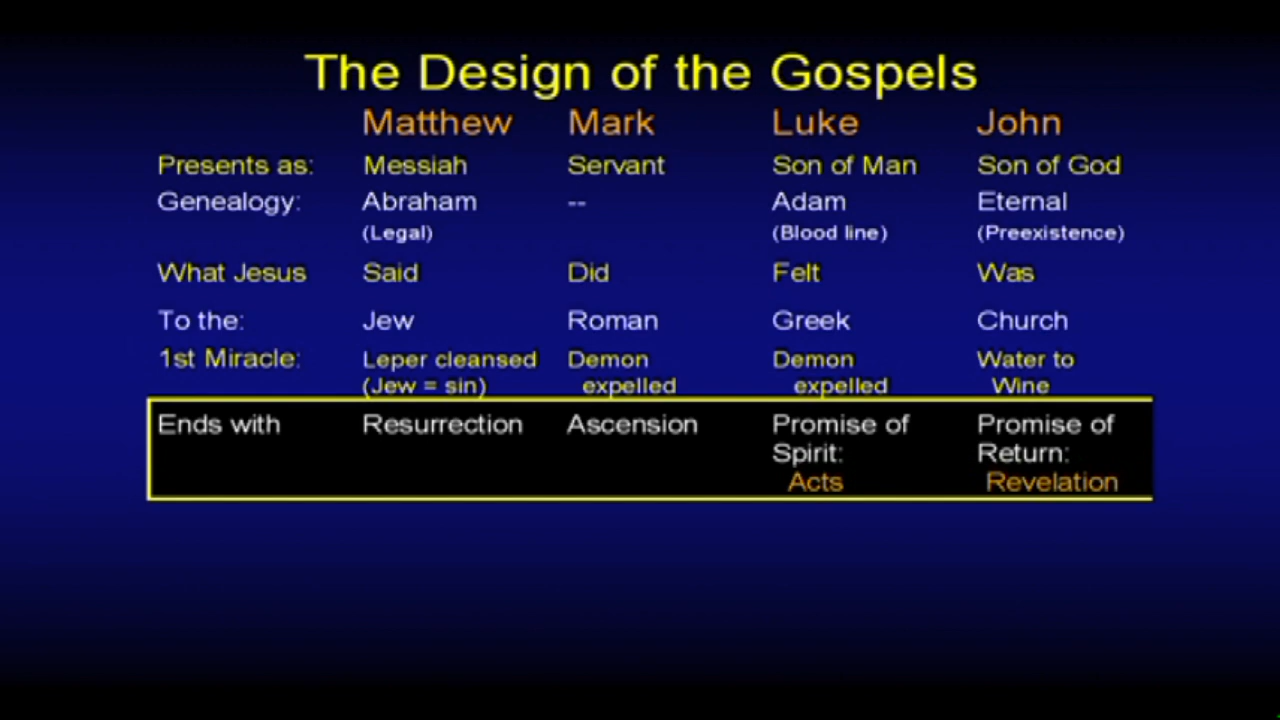 The Design of the Gospels
Matthew Mark Luke John
Presents as: Messiah Servant Son of Man Son of God
Genealogy: Abraham -- Adam Eternal
(Legal) (Blood line) (Preexistence)
What Jesus Said Did Felt Was
To the: Jew Roman Greek Church
1st Miracle: Leper cleansed Demon Demon Water to
(Jew = sin) expelled expelled Wine
Ends with Resurrection Ascension Promise of Promise of
Spirit: Return:
Acts Revelation